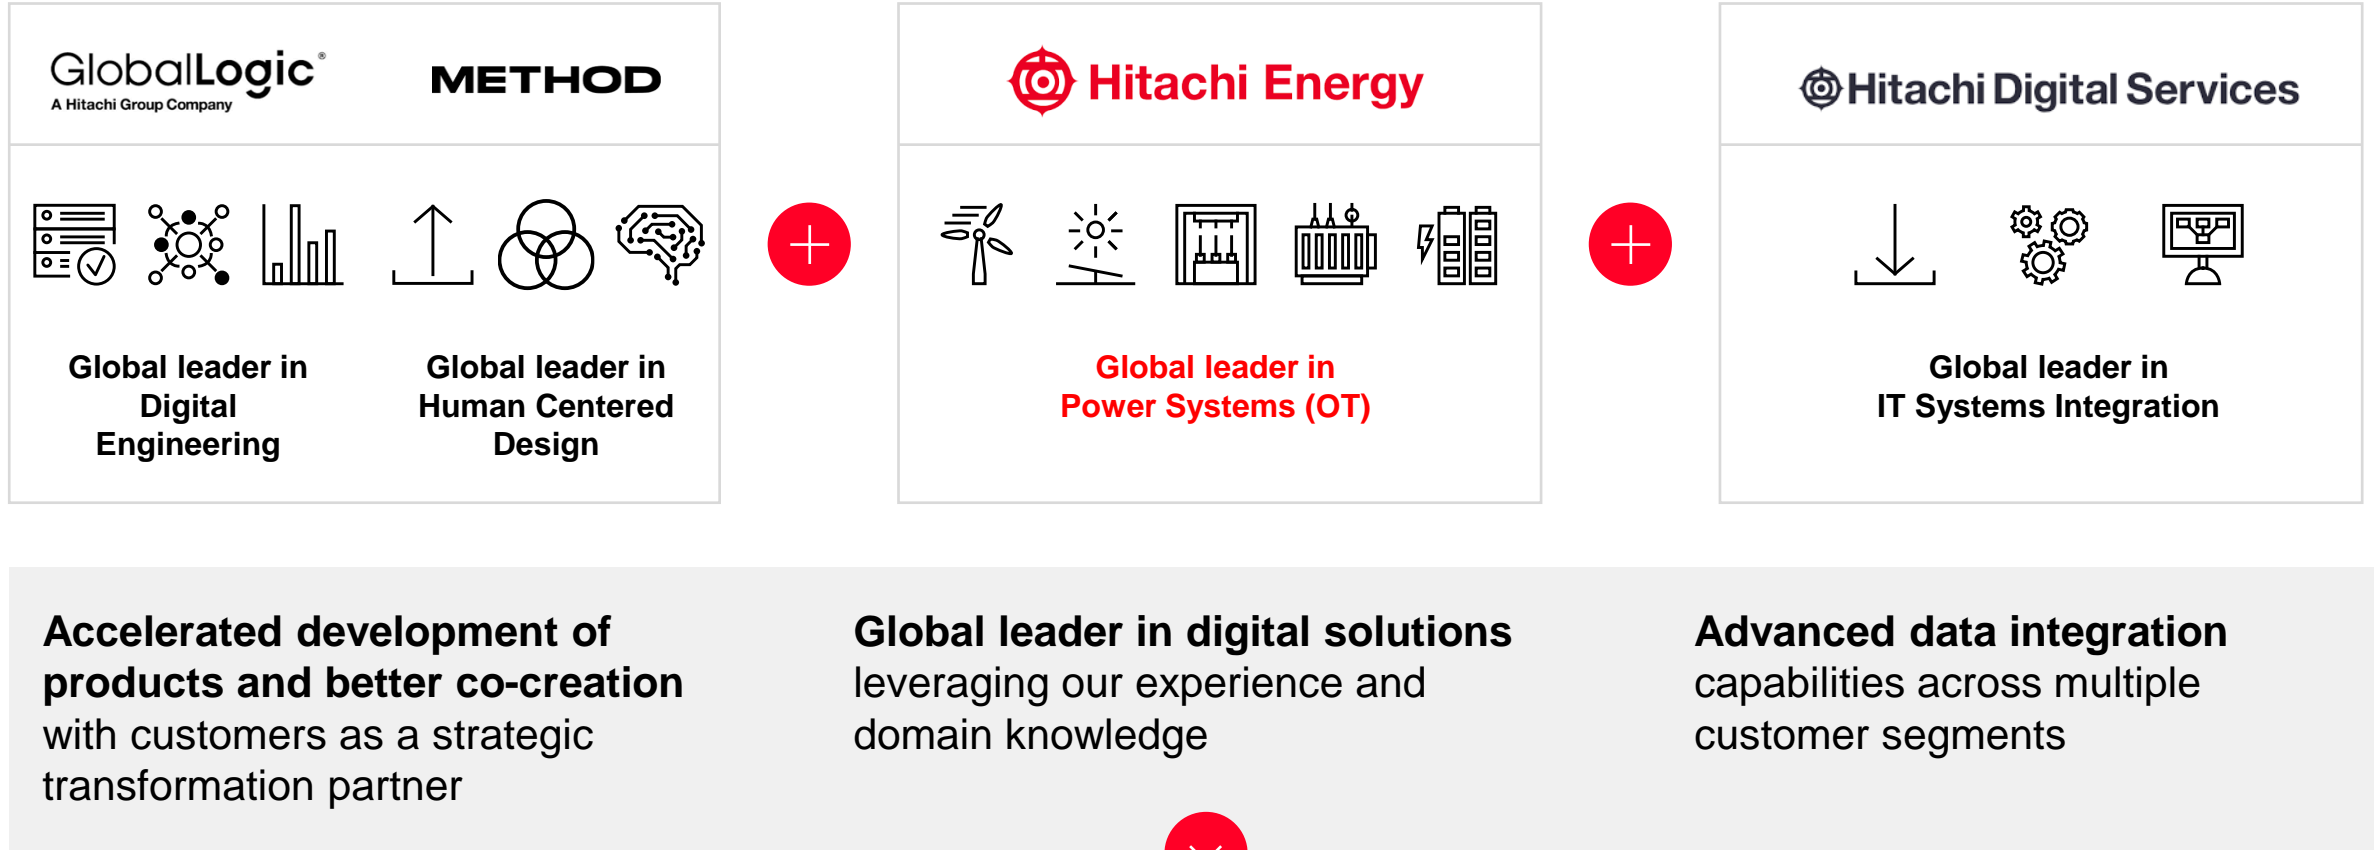 GlobalLogic®
A Hitachi Group Company
METHOD
Hitachi Energy
Hitachi Digital Services
Global leader in
Digital
Engineering
Global leader in
Human Centered
Design
Global leader in
Power Systems (OT)
Global leader in
IT Systems Integration
Accelerated development of
products and better co-creation
with customers as a strategic
transformation partner
Global leader in digital solutions
leveraging our experience and
domain knowledge
Advanced data integration
capabilities across multiple
customer segments